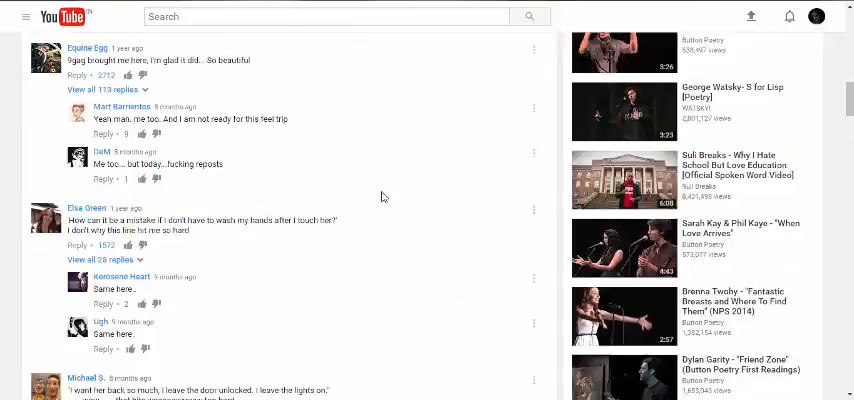 YouTube IN
Search
Equine Egg 1 year ago
9gag brought me here, I'm glad it did... So beautiful
Reply • 2712
View all 113 replies
Mart Barrientos 8 months ago
Yeah man. me too. And I am not ready for this feel trip
Reply • 9
DeM 8 months ago
Me too... but today...fucking reposts
Reply • 1
Elsa Green 1 year ago
'How can it be a mistake if I don't have to wash my hands after I touch her?'
I don't why this line hit me so hard
Reply • 1572
View all 28 replies
Kerosene Heart 9 months ago
Same here..
Reply • 2
Ugh 9 months ago
Same here.
Reply •
Michael S. 8 months ago
"I want her back so much, I leave the door unlocked. I leave the lights on."
Button Poetry
538,497 views
3:26
George Watsky- S for Lisp
[Poetry]
WATSKY!
2,801,127 views
3:23
Suli Breaks - Why I Hate
School But Love Education
[Official Spoken Word Video]
Suli Breaks
8,431,498 views
6:08
Sarah Kay & Phil Kaye - "When
Love Arrives"
Button Poetry
573,077 views
4:43
Brenna Twohy - "Fantastic
Breasts and Where To Find
Them" (NPS 2014)
Button Poetry
1,382,154 views
2:57
Dylan Garity - "Friend Zone"
(Button Poetry First Readings)
Button Poetry
1,653,043 views